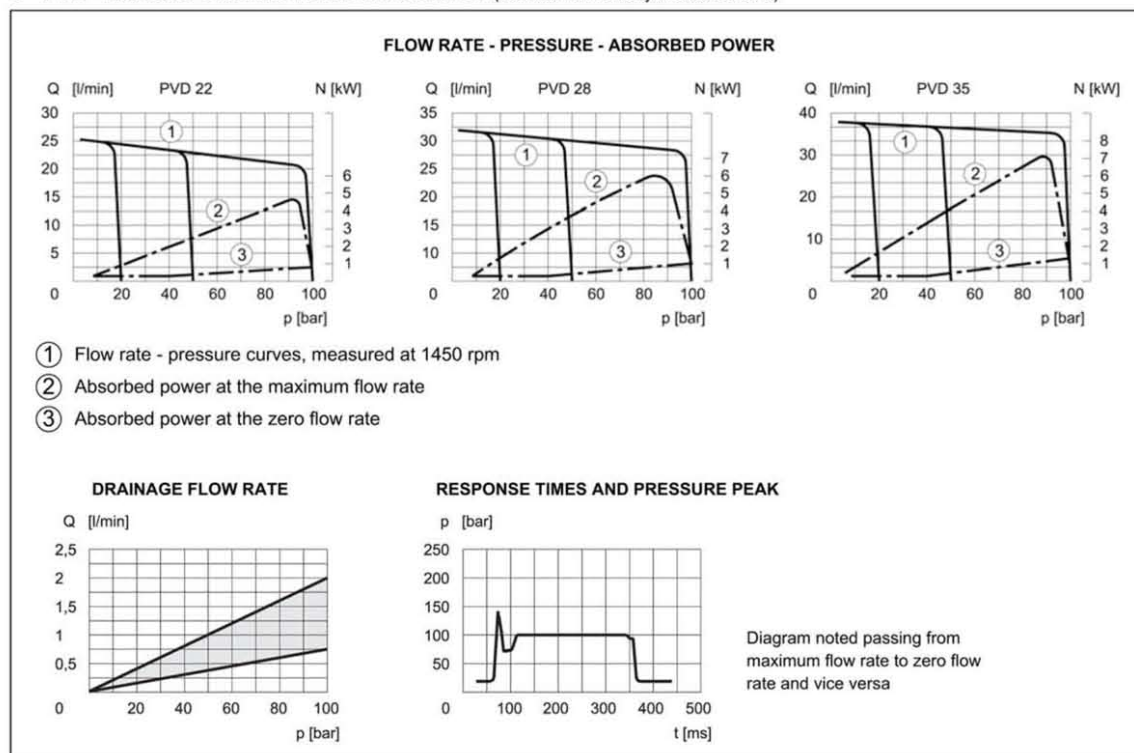 FLOW RATE - PRESSURE - ABSORBED POWER
Q [l/min] PVD 22 N [kW]
30
25
20
15
10
5
0
6
5
4
3
2
1
20 40 60 80 100
p [bar]
1
2
3
Q [l/min] PVD 28 N [kW]
35
30
25
20
15
10
0
7
6
5
4
3
2
1
20 40 60 80 100
p [bar]
1
2
3
Q [l/min] PVD 35 N [kW]
40
30
20
10
0
8
7
6
5
4
3
2
1
20 40 60 80 100
p [bar]
1
2
3
1 Flow rate - pressure curves, measured at 1450 rpm
2 Absorbed power at the maximum flow rate
3 Absorbed power at the zero flow rate
DRAINAGE FLOW RATE
Q [l/min]
2,5
2
1,5
1
0,5
0 20 40 60 80 100
p [bar]
RESPONSE TIMES AND PRESSURE PEAK
p [bar]
250
200
150
100
50
0 100 200 300 400 500
t [ms]
Diagram noted passing from
maximum flow rate to zero flow
rate and vice versa